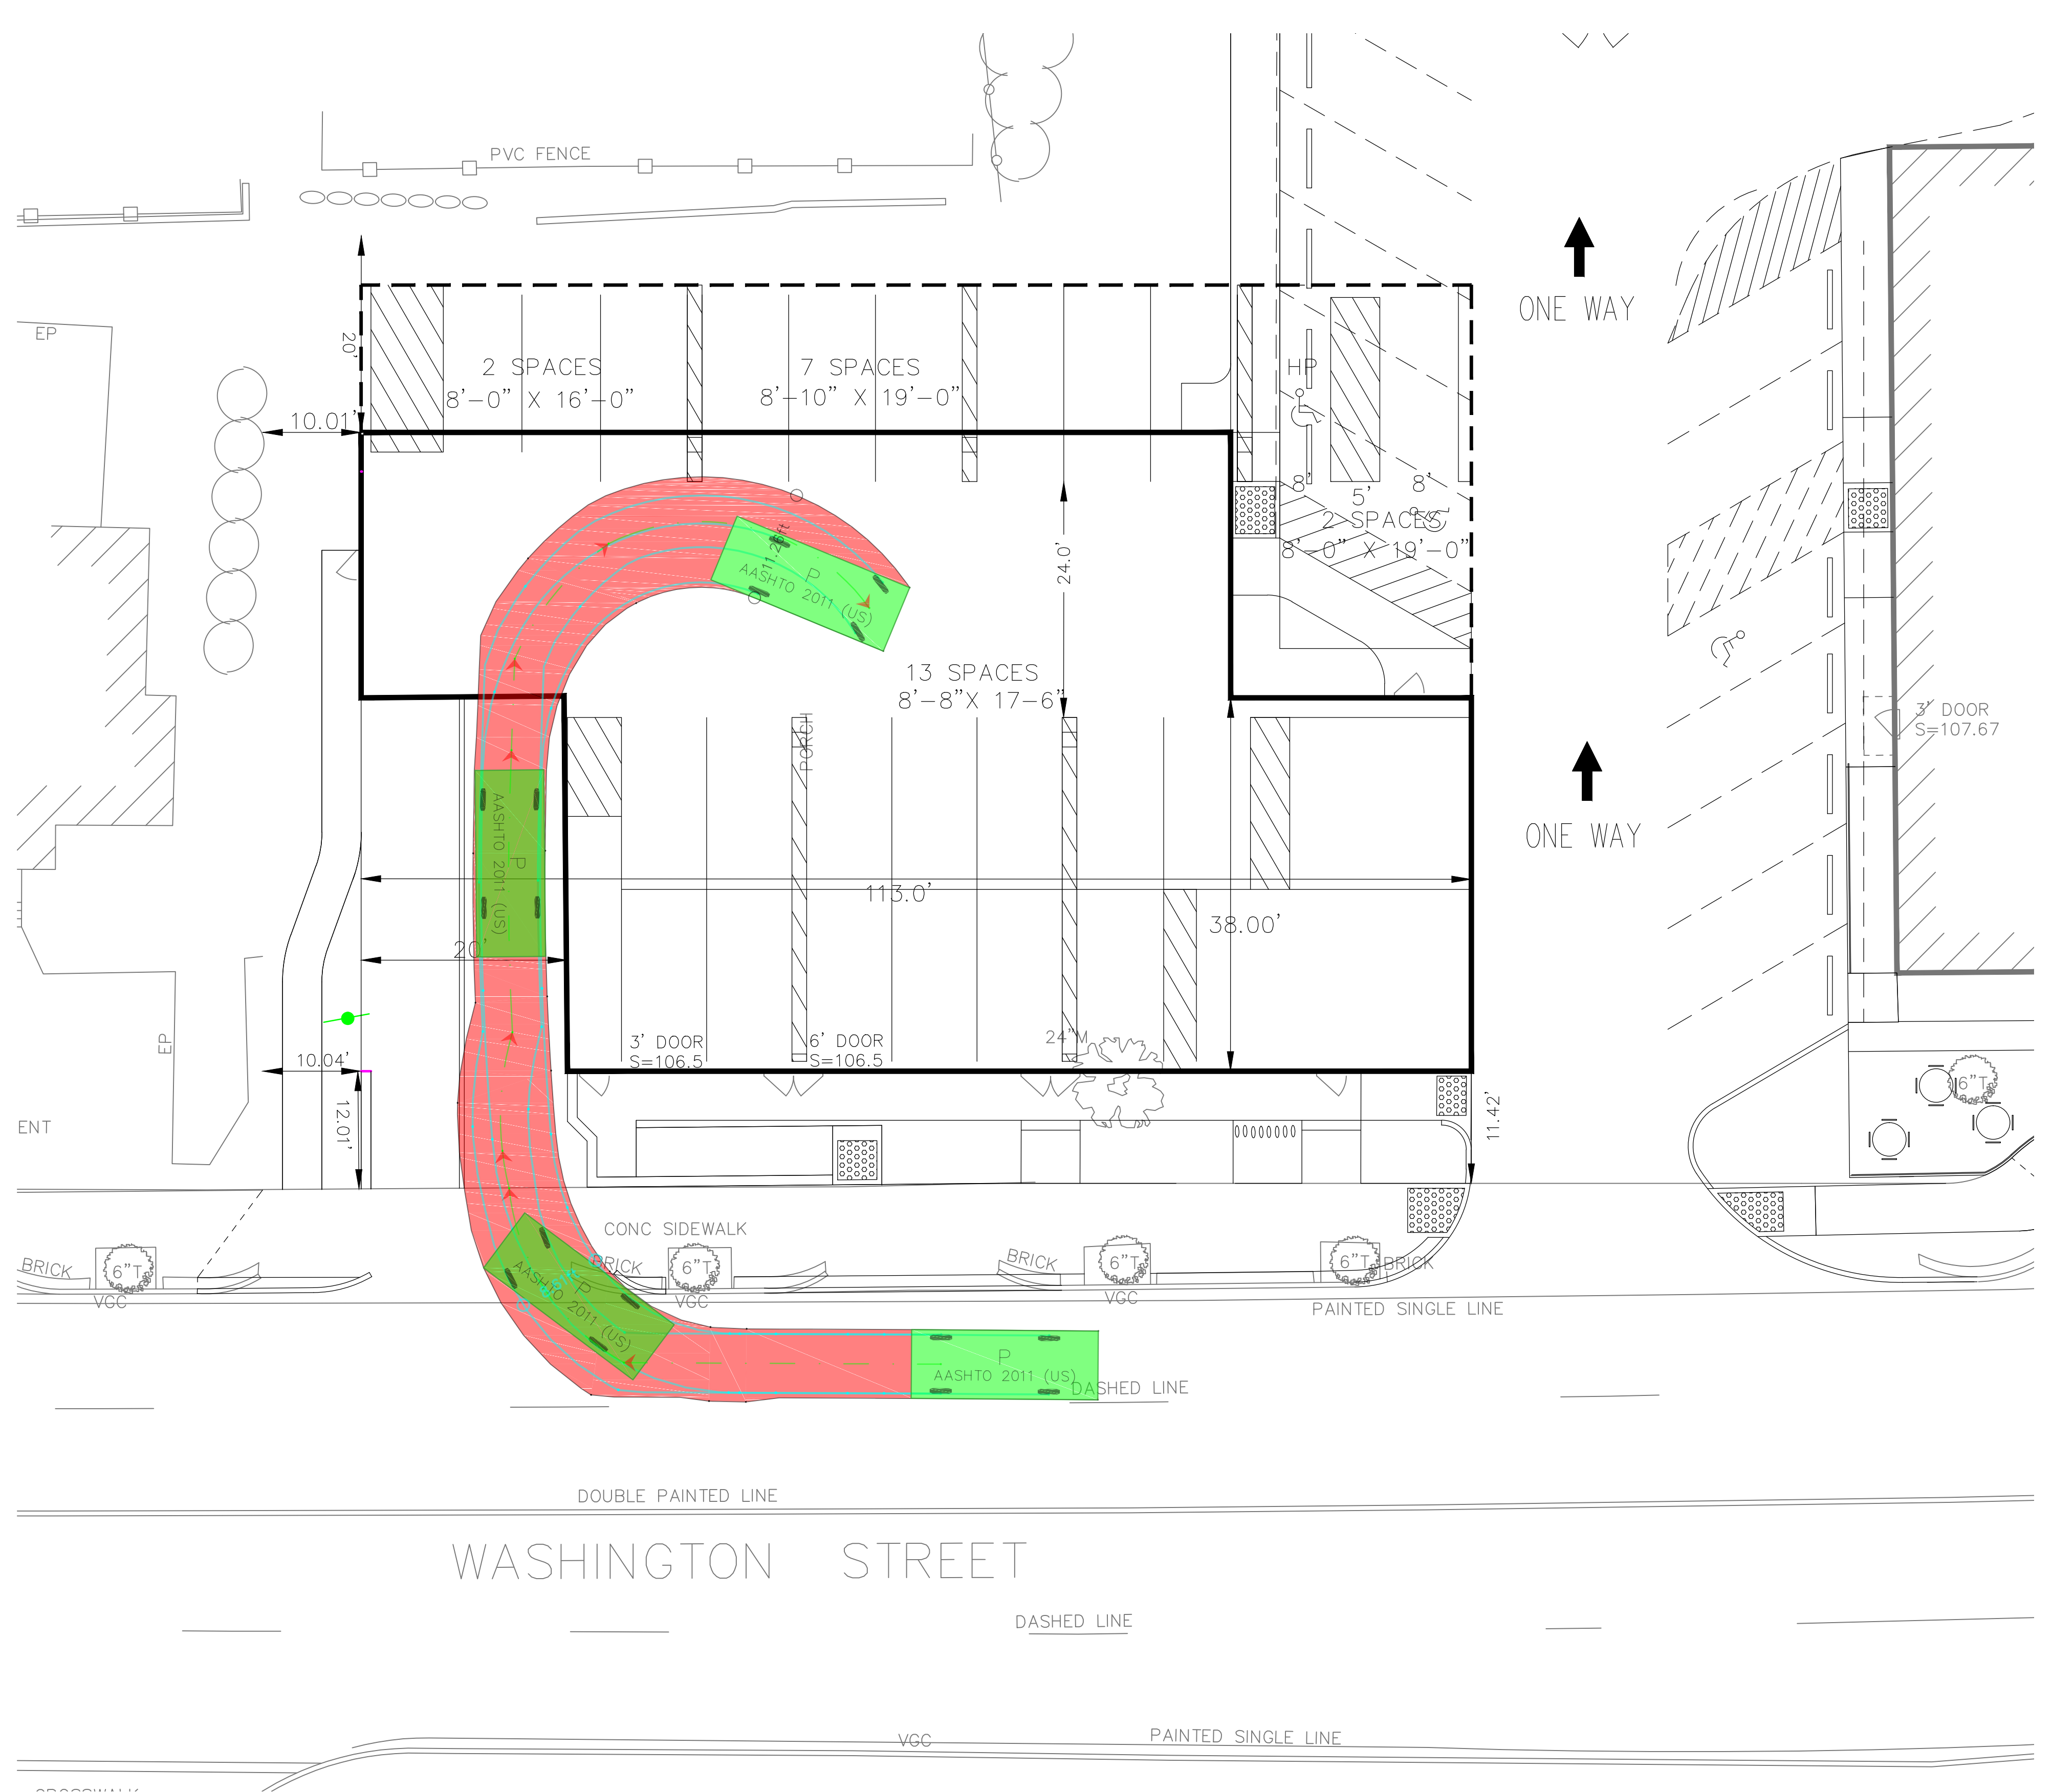 PVC FENCE
EP
ONE WAY
20'
2 SPACES
8'-0" X 16'-0"
7 SPACES
8'-10" X 19'-0"
HP
10.01'
8'
5'
8'
2 SPACES
8'-0" X 19'-0"
11.26ft
P
AASHTO 2011 (US)
24.0'
13 SPACES
8'-8"X 17-6"
PORCH
3' DOOR
S=107.67
ONE WAY
P
AASHTO 2011 (US)
113.0'
38.00'
20'
EP
10.04'
12.01'
3' DOOR
S=106.5
6' DOOR
S=106.5
24"M
11.42'
6"T
ENT
CONC SIDEWALK
BRICK
6"T
BRICK
6"T
BRICK
6"T
6"T
BRICK
VGC
VGC
VGC
PAINTED SINGLE LINE
P
AASHTO 2011 (US)
P
AASHTO 2011 (US)
DASHED LINE
DOUBLE PAINTED LINE
WASHINGTON STREET
DASHED LINE
VGC
PAINTED SINGLE LINE